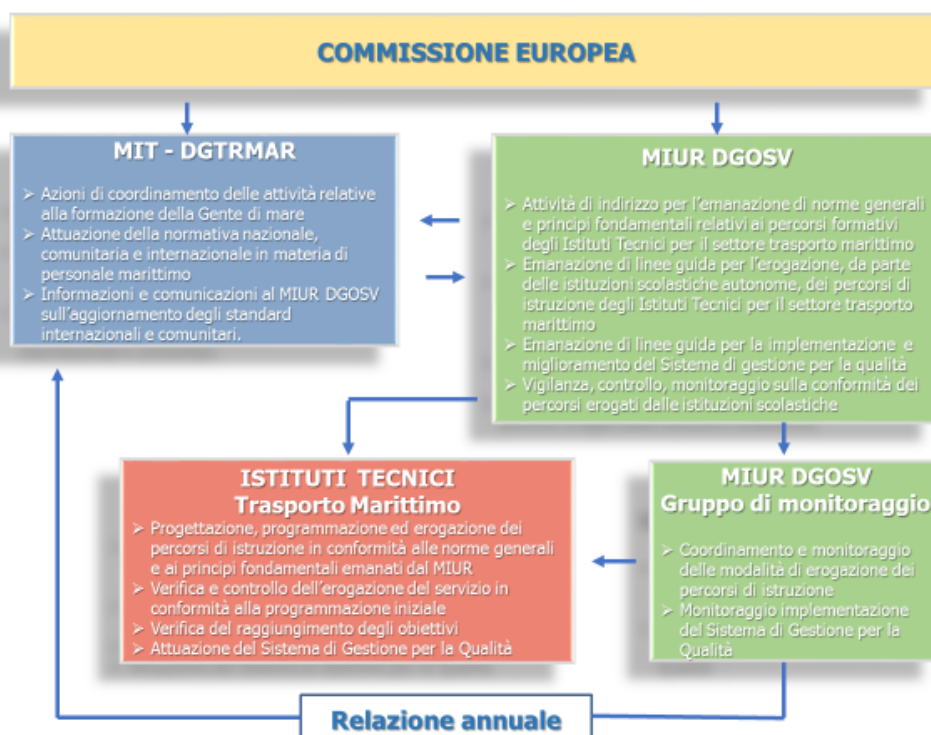 COMMISSIONE EUROPEA
MIT - DGTRMAR
➢ Azioni di coordinamento delle attività relative
alla formazione della Gente di mare
➢ Attuazione della normativa nazionale,
comunitaria e internazionale in materia di
personale marittimo
➢ Informazioni e comunicazioni al MIUR DGOSV
sull'aggiornamento degli standard
internazionali e comunitari.
MIUR DGOSV
➢ Attività di indirizzo per l'emanazione di norme generali
e principi fondamentali relativi ai percorsi formativi
degli Istituti Tecnici per il settore trasporto marittimo
➢ Emanazione di linee guida per l'erogazione, da parte
delle istituzioni scolastiche autonome, dei percorsi di
istruzione degli Istituti Tecnici per il settore trasporto
marittimo
➢ Emanazione di linee guida per la implementazione e
miglioramento del Sistema di gestione per la qualità
➢ Vigilanza, controllo, monitoraggio sulla conformità dei
percorsi erogati dalle istituzioni scolastiche
ISTITUTI TECNICI
Trasporto Marittimo
➢ Progettazione, programmazione ed erogazione dei
percorsi di istruzione in conformità alle norme generali
e ai principi fondamentali emanati dal MIUR
➢ Verifica e controllo dell'erogazione del servizio in
conformità alla programmazione iniziale
➢ Verifica del raggiungimento degli obiettivi
➢ Attuazione del Sistema di Gestione per la Qualità
MIUR DGOSV
Gruppo di monitoraggio
➢ Coordinamento e monitoraggio
delle modalità di erogazione dei
percorsi di istruzione
➢ Monitoraggio implementazione
del Sistema di Gestione per la
Qualità
Relazione annuale